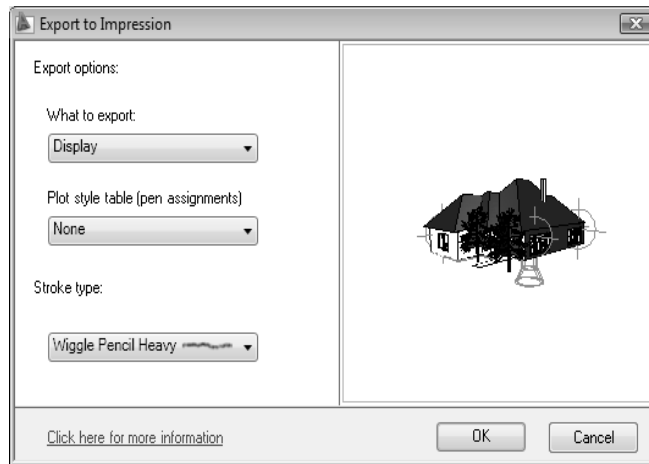 Export to Impression
Export options:
What to export:
Display
Plot style table (pen assignments)
None
Stroke type:
Wiggle Pencil Heavy
Click here for more information
OK
Cancel